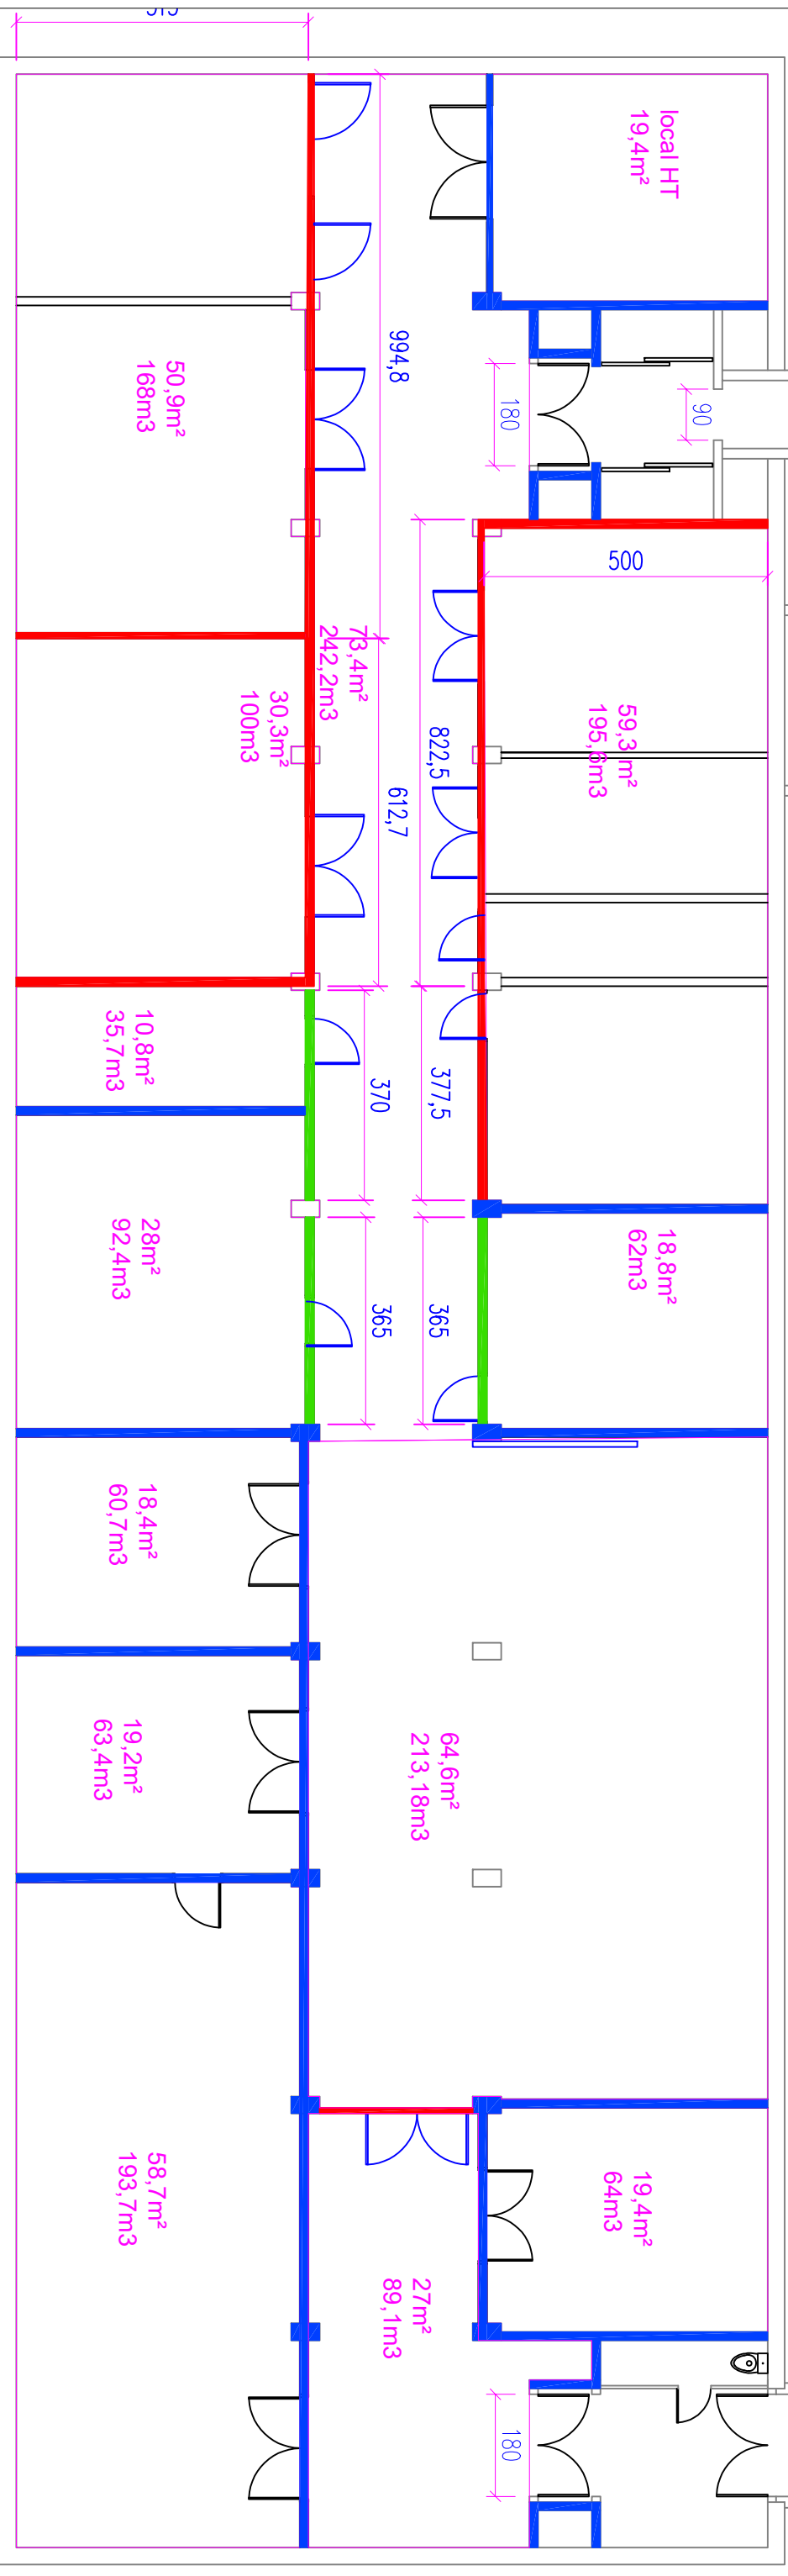 local HT
19,4m²
994,8
180
90
50,9m²
168m3
500
73,4m²
242,2m3
30,3m²
100m3
59,3 m²
195,6m3
822,5
612,7
10,8m²
35,7m3
370
377,5
28m²
92,4m3
18,8m²
62m3
365
365
18,4m²
60,7m3
19,2m²
63,4m3
64,6m²
213,18m3
58,7m²
193,7m3
19,4m²
64m3
27m²
89,1m3
180